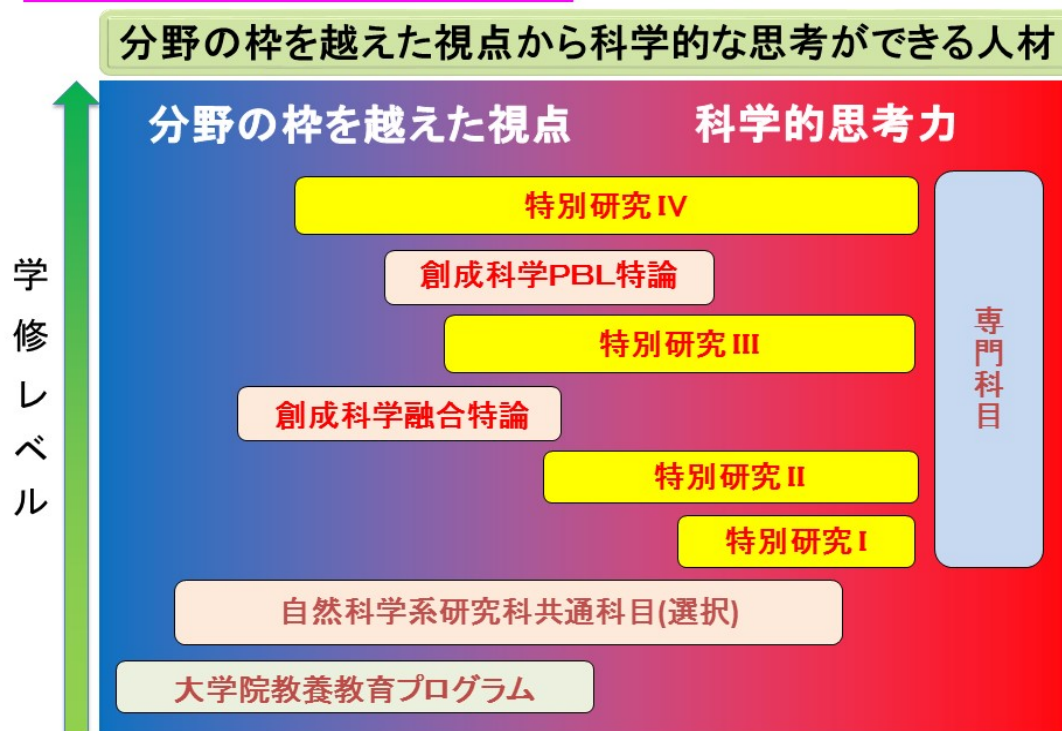 分野の枠を越えた視点から科学的な思考ができる人材
分野の枠を越えた視点
科学的思考力
学修レベル
特別研究Ⅳ
創成科学PBL特論
特別研究Ⅲ
創成科学融合特論
特別研究Ⅱ
特別研究Ⅰ
専門科目
自然科学系研究科共通科目(選択)
大学院教養教育プログラム